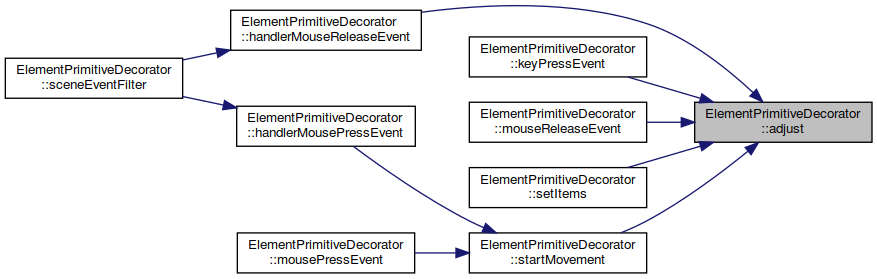 ElementPrimitiveDecorator
::sceneEventFilter
ElementPrimitiveDecorator
::handlerMouseReleaseEvent
ElementPrimitiveDecorator
::handlerMousePressEvent
ElementPrimitiveDecorator
::mousePressEvent
ElementPrimitiveDecorator
::keyPressEvent
ElementPrimitiveDecorator
::mouseReleaseEvent
ElementPrimitiveDecorator
::setItems
ElementPrimitiveDecorator
::startMovement
ElementPrimitiveDecorator
::adjust